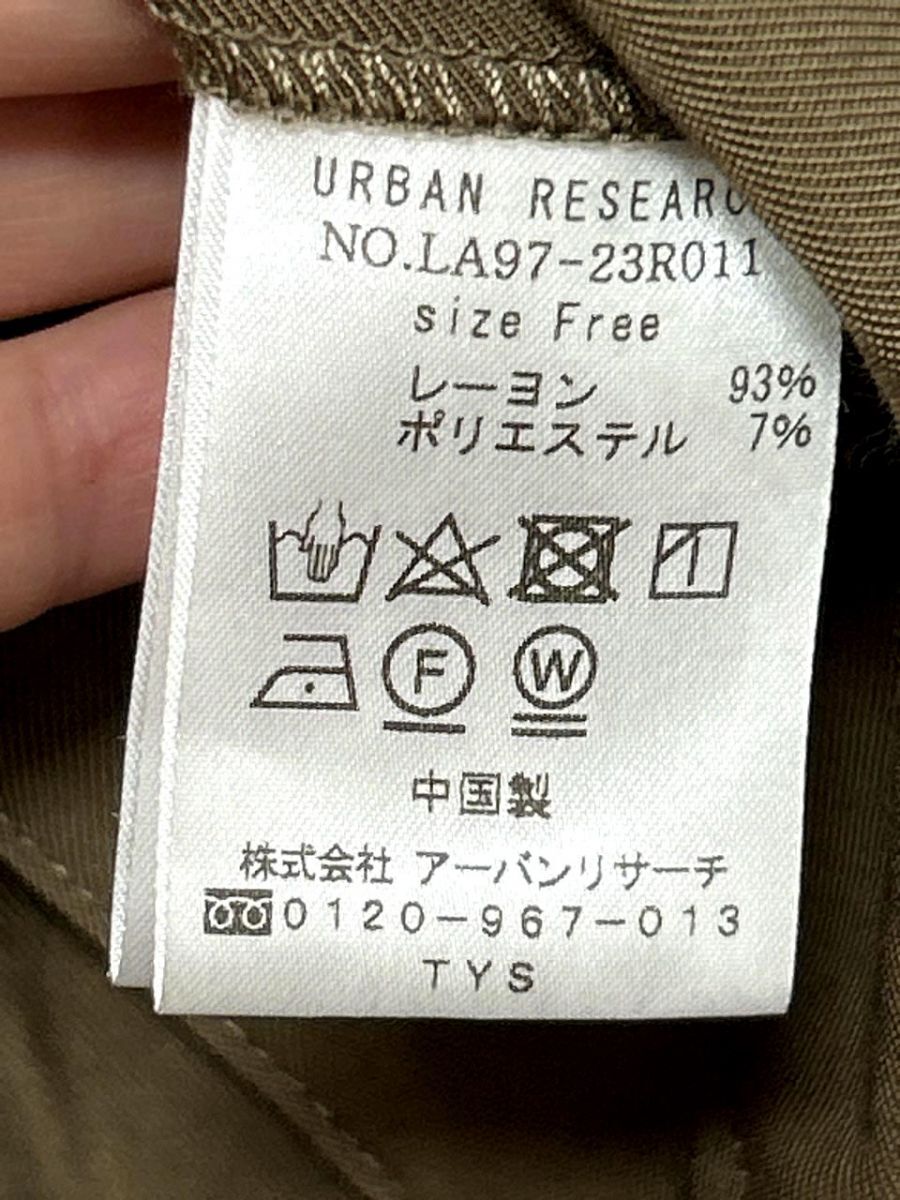 URBAN RESEARC
NO.LA97-23R011
size Free
レーヨン 93%
ポリエステル 7%
F W
中国製
株式会社 アーバンリサーチ
0120-967-013
TYS